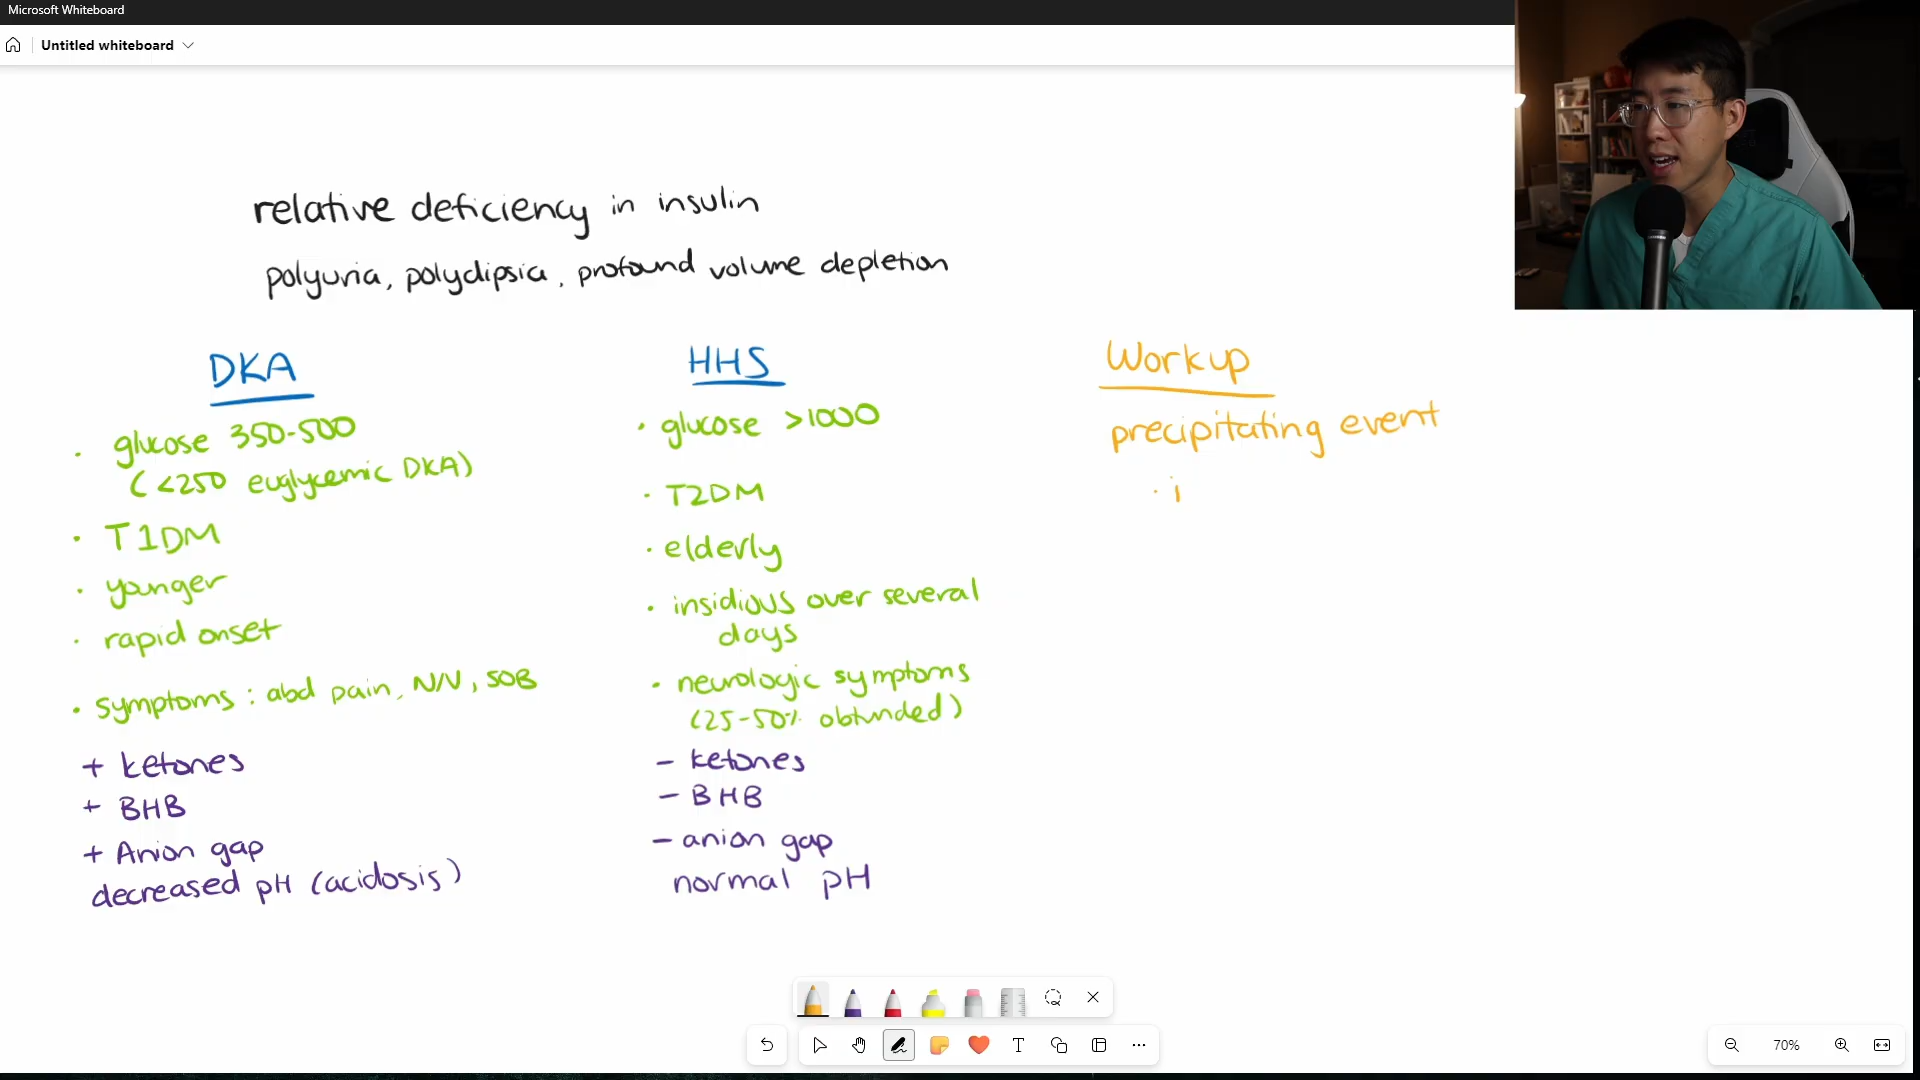 Microsoft Whiteboard
Untitled whiteboard
relative deficiency in insulin
polyuria, polydipsia, profound volume depletion
DKA
• glucose 350-500
(<250 euglycemic DKA)
• T1DM
• younger
• rapid onset
• symptoms: abd pain, N/V, SOB
+ ketones
+ BHB
+ Anion gap
decreased pH (acidosis)
HHS
• glucose >1000
• T2DM
• elderly
• insidious over several
days
• neurologic symptoms
(25-50% obtunded)
- ketones
- BHB
- anion gap
normal pH
Workup
precipitating event
• i
70%